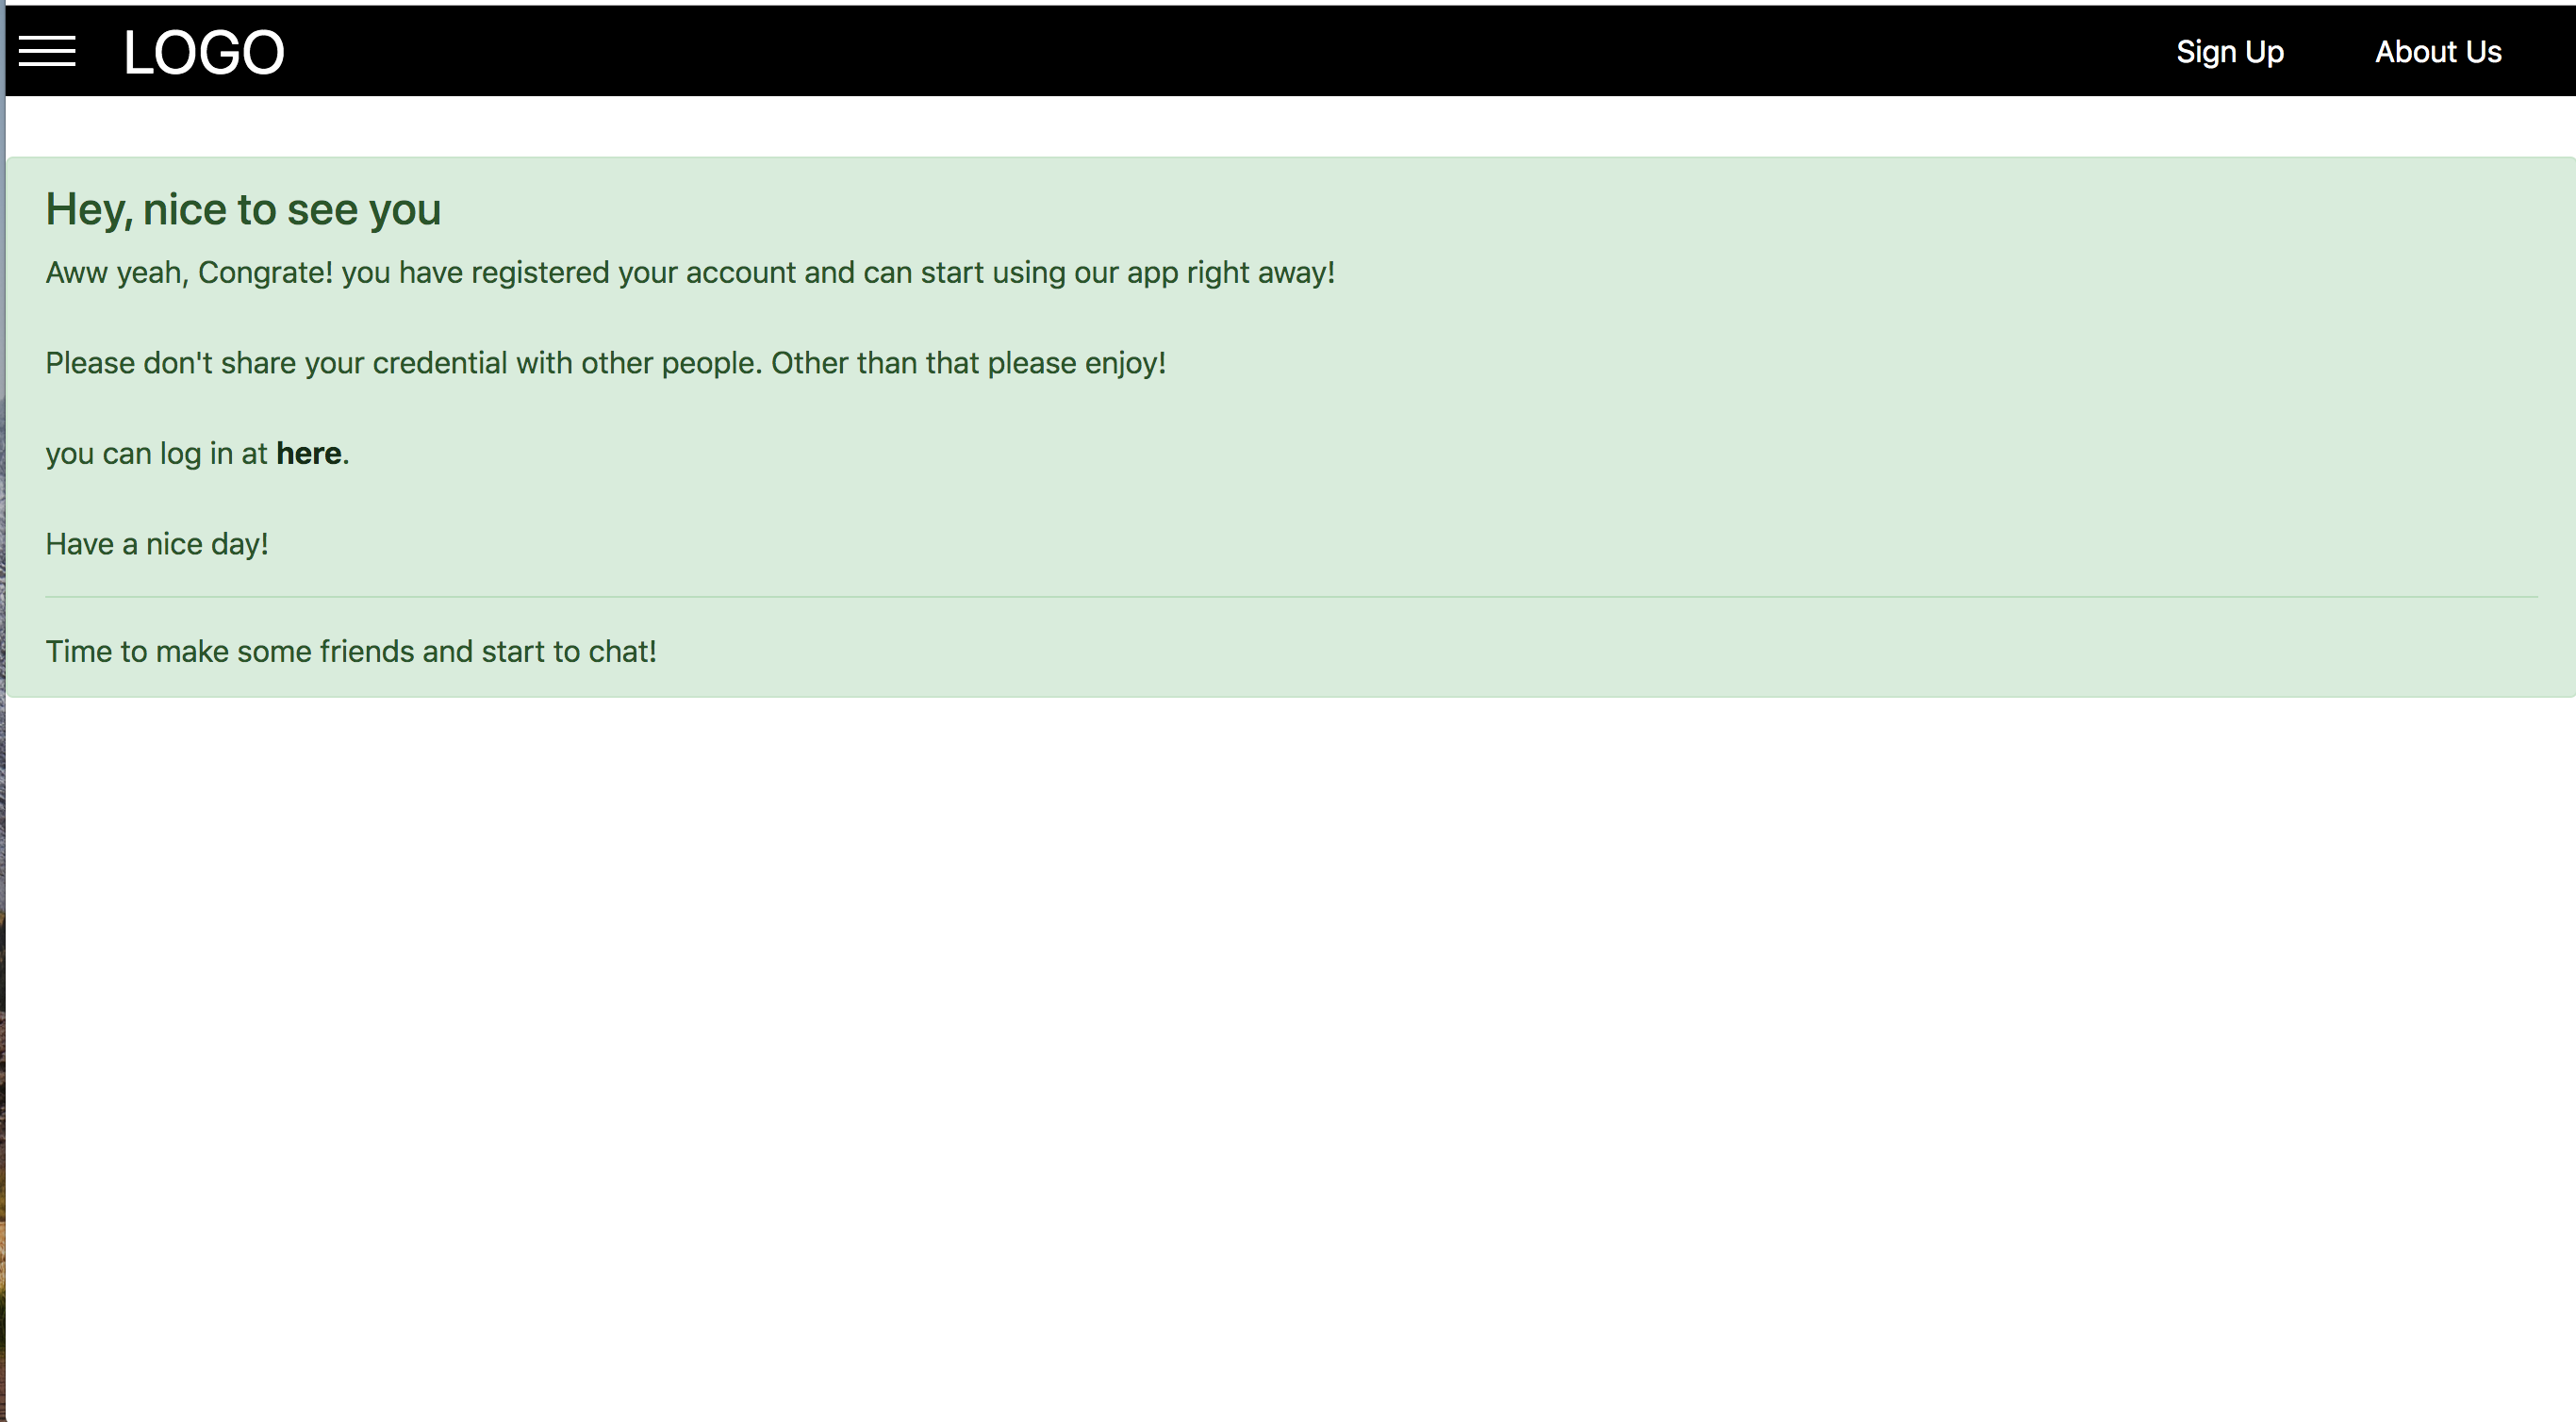 LOGO
Sign Up
About Us
Hey, nice to see you
Aww yeah, Congrate! you have registered your account and can start using our app right away!
Please don't share your credential with other people. Other than that please enjoy!
you can log in at here.
Have a nice day!
Time to make some friends and start to chat!